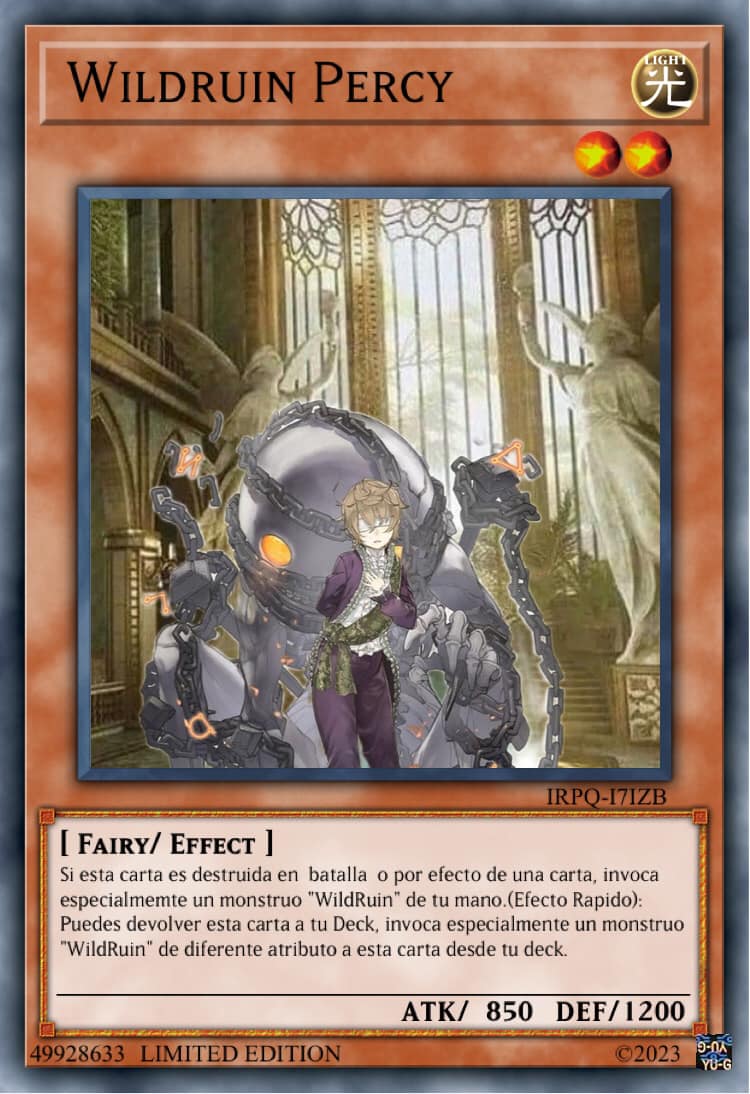 WILDRUIN PERCY
LIGHT
光
IRPQ-I7IZB
[ FAIRY/ EFFECT ]
Si esta carta es destruida en batalla o por efecto de una carta, invoca
especialmemte un monstruo "WildRuin" de tu mano.(Efecto Rapido):
Puedes devolver esta carta a tu Deck, invoca especialmente un monstruo
"WildRuin" de diferente atributo a esta carta desde tu deck.
ATK/ 850 DEF/1200
49928633 LIMITED EDITION ©2023
YU-G
YU-G